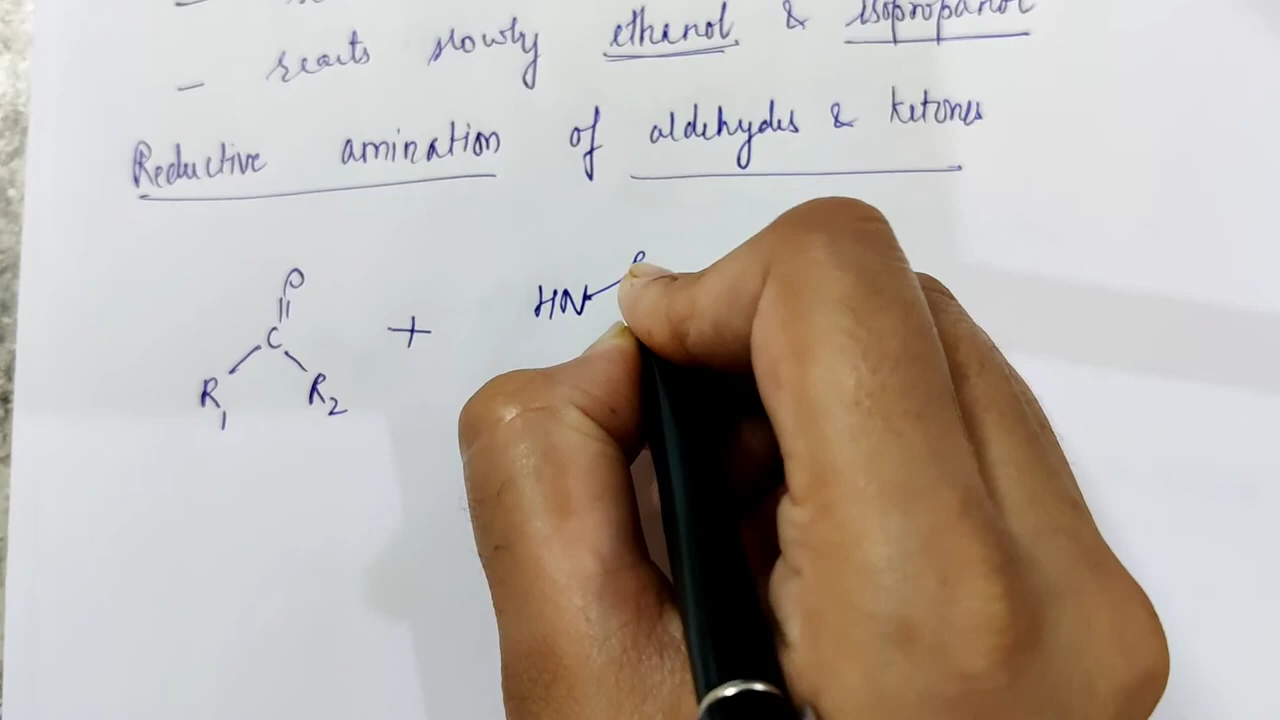 - reacts slowly ethanol & isopropanol
Reductive amination of aldehydes & ketones
O
C
R1 R2
+
HN